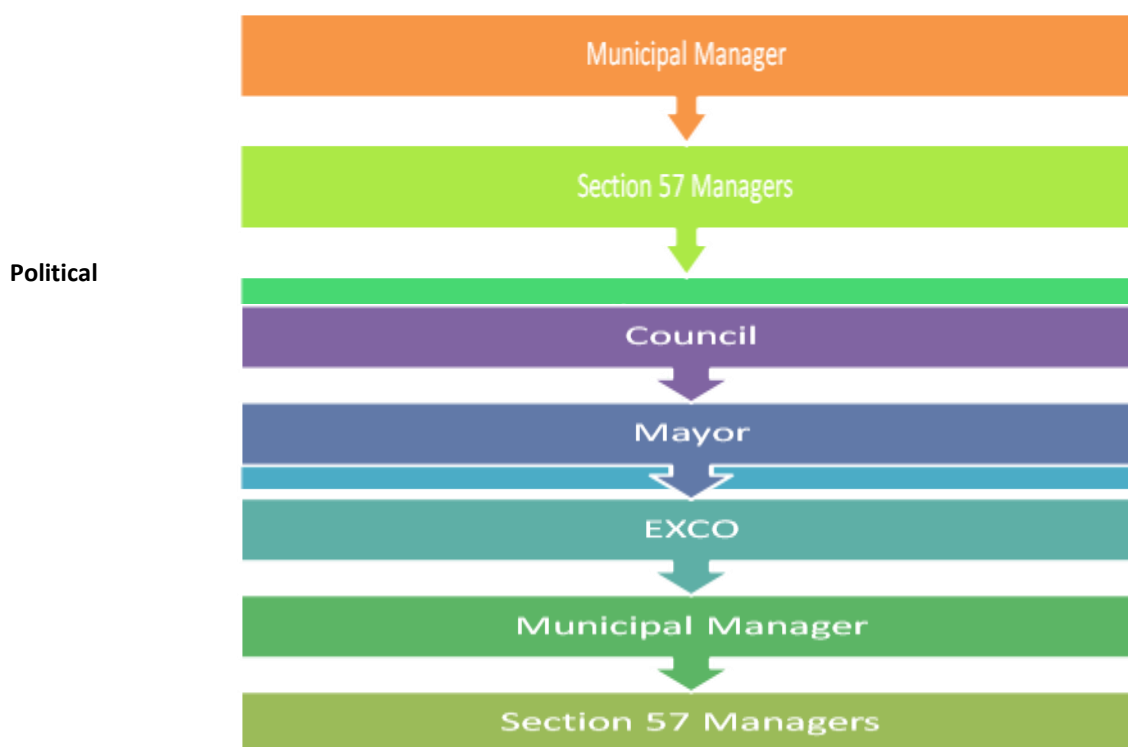 Municipal Manager
Section 57 Managers
Political
Council
Mayor
EXCO
Municipal Manager
Section 57 Managers